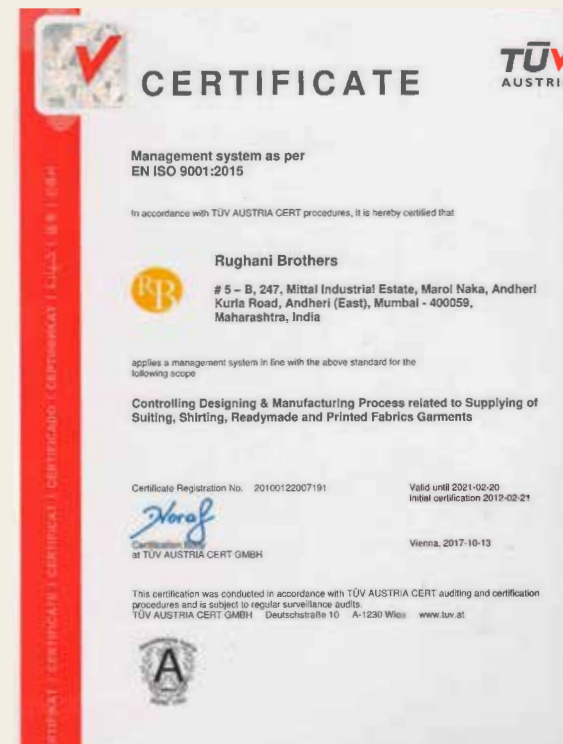 CERTIFICATE
TÜV
AUSTRI
Management system as per
EN ISO 9001:2015
In accordance with TÜV AUSTRIA CERT procedures, it is hereby certified that
RB
Rughani Brothers
# 5 – B, 247, Mittal Industrial Estate, Marol Naka, Andheri
Kurla Road, Andheri (East), Mumbai - 400059,
Maharashtra, India
applies a management system in line with the above standard for the
following scope
Controlling Designing & Manufacturing Process related to Supplying of
Suiting, Shirting, Readymade and Printed Fabrics Garments
Certificate Registration No. 20100122007191
Valid until 2021-02-20
Initial certification 2012-02-21
Certification Body
at TÜV AUSTRIA CERT GMBH
Vienna, 2017-10-13
This certification was conducted in accordance with TÜV AUSTRIA CERT auditing and certification
procedures and is subject to regular surveillance audits.
TÜV AUSTRIA CERT GMBH Deutschstraße 10 A-1230 Wien www.tuv.at
A